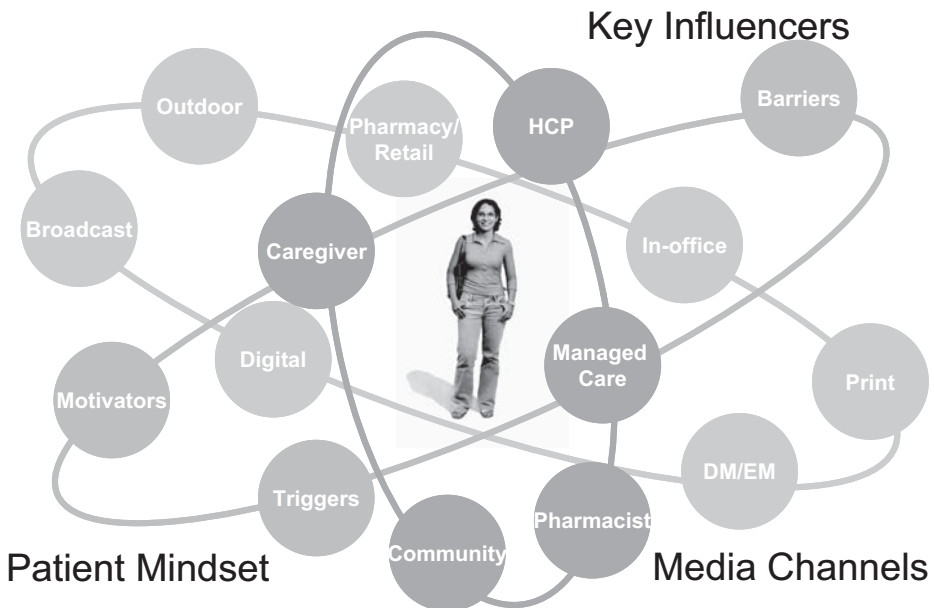 Key Influencers
Outdoor
Pharmacy/
Retail
HCP
Barriers
Broadcast
Caregiver
In-office
Digital
Managed
Care
Motivators
Print
Triggers
DM/EM
Community
Pharmacist
Patient Mindset
Media Channels